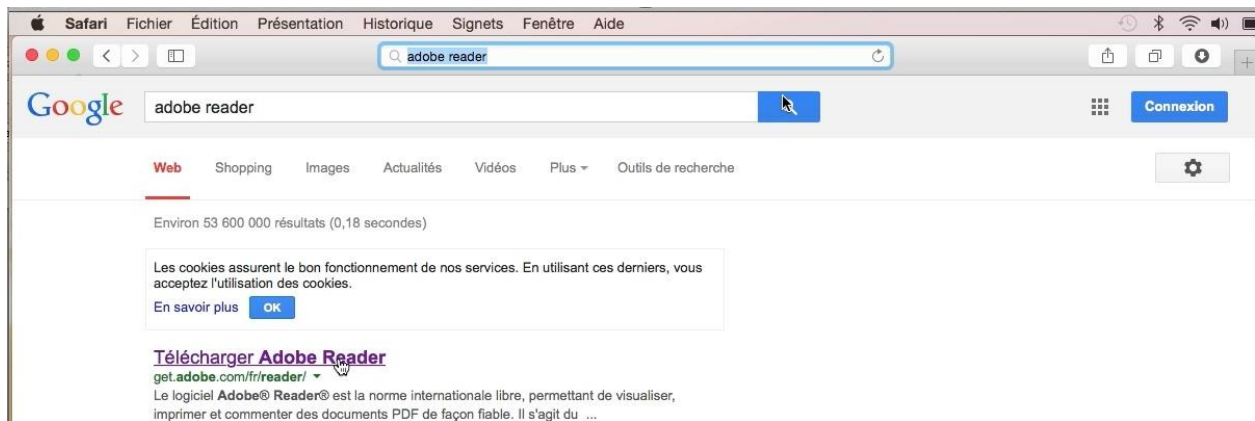 Safari Fichier Édition Présentation Historique Signets Fenêtre Aide
adobe reader
Google adobe reader Connexion
Web Shopping Images Actualités Vidéos Plus Outils de recherche
Environ 53 600 000 résultats (0,18 secondes)
Les cookies assurent le bon fonctionnement de nos services. En utilisant ces derniers, vous
acceptez l'utilisation des cookies.
En savoir plus OK
Télécharger Adobe Reader
get.adobe.com/fr/reader/
Le logiciel Adobe® Reader® est la norme internationale libre, permettant de visualiser,
imprimer et commenter des documents PDF de façon fiable. Il s'agit du ...